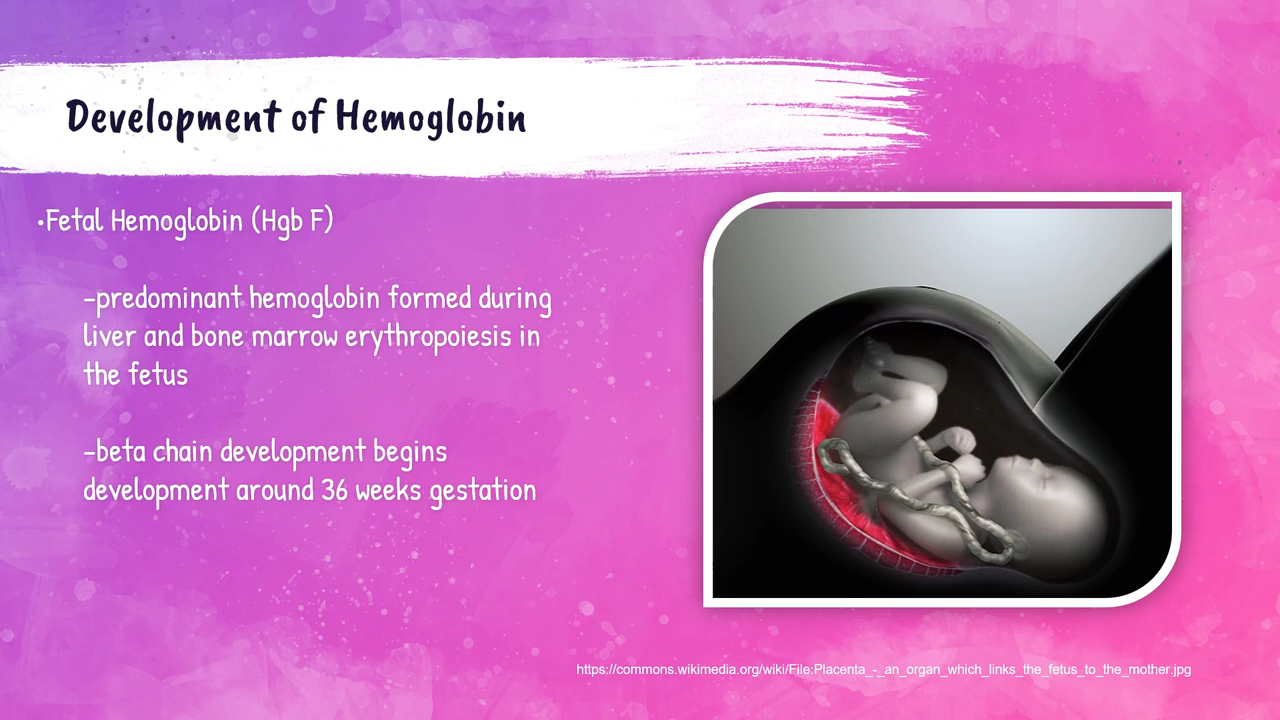 Development of Hemoglobin
•Fetal Hemoglobin (Hgb F)
-predominant hemoglobin formed during
liver and bone marrow erythropoiesis in
the fetus
-beta chain development begins
development around 36 weeks gestation
https://commons.wikimedia.org/wiki/File:Placenta_-_an_organ_which_links_the_fetus_to_the_mother.jpg